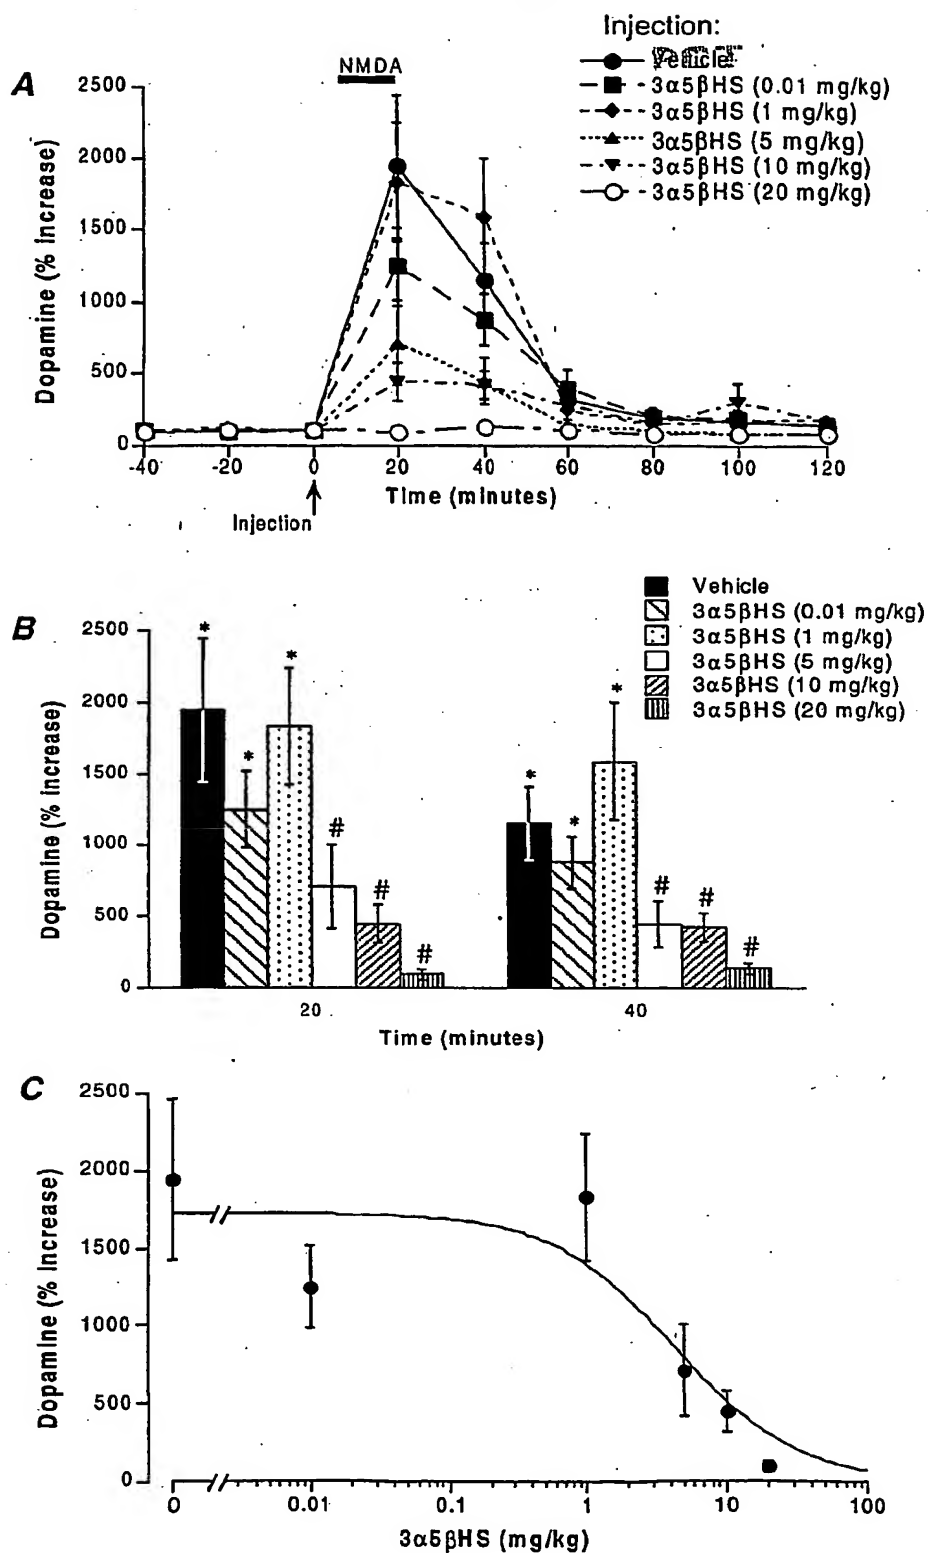 Injection:
Vehicle
3α5βHS (0.01 mg/kg)
3α5βHS (1 mg/kg)
3α5βHS (5 mg/kg)
3α5βHS (10 mg/kg)
3α5βHS (20 mg/kg)
A
NMDA
Dopamine (% increase)
2500
2000
1500
1000
500
0
-40 -20 0 20 40 60 80 100 120
Time (minutes)
Injection
B
Vehicle
3α5βHS (0.01 mg/kg)
3α5βHS (1 mg/kg)
3α5βHS (5 mg/kg)
3α5βHS (10 mg/kg)
3α5βHS (20 mg/kg)
Dopamine (% increase)
2500
2000
1500
1000
500
0
* * * # # # * * * # # #
20 40
Time (minutes)
C
Dopamine (% Increase)
2500
2000
1500
1000
500
0
0 0.01 0.1 1 10 100
3α5βHS (mg/kg)